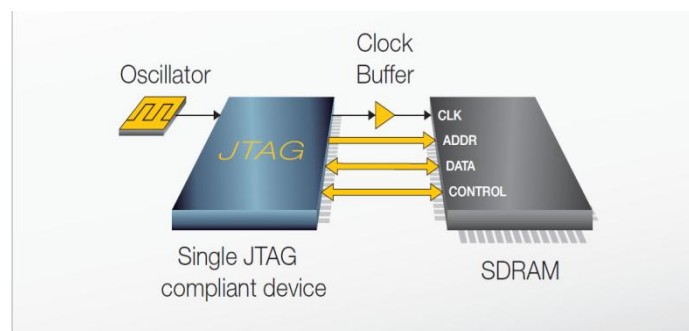 Clock
Buffer
Oscillator
JTAG
CLK
ADDR
DATA
CONTROL
Single JTAG
compliant device
SDRAM